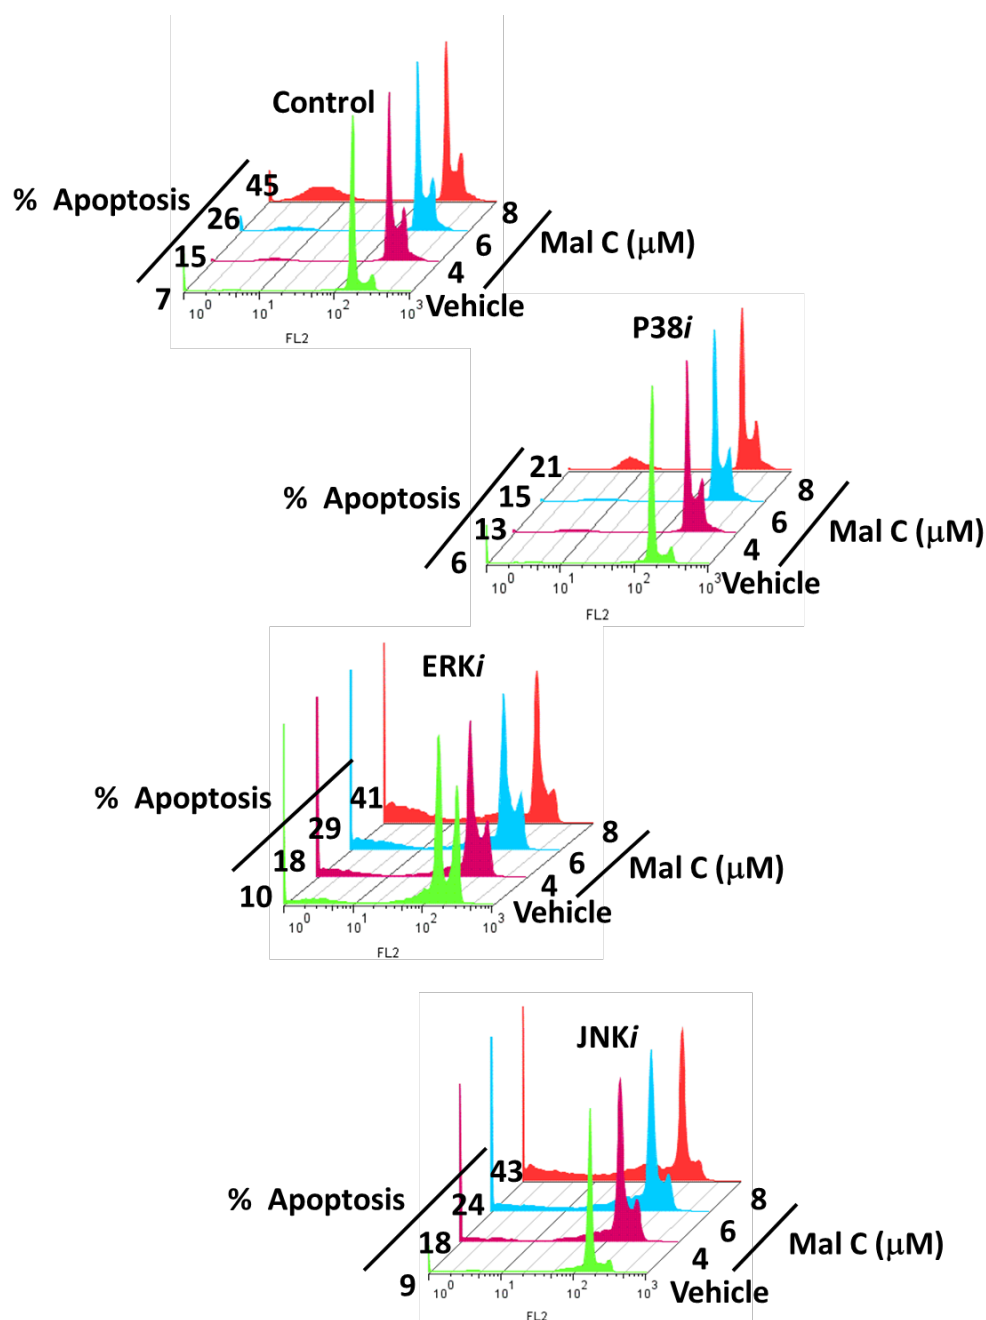 Control
% Apoptosis
45
26
15
7
8
6
4
Vehicle
Mal C (μM)
10⁰ 10¹ 10² 10³
FL2
P38i
% Apoptosis
21
15
13
6
8
6
4
Vehicle
Mal C (μM)
10⁰ 10¹ 10² 10³
FL2
ERKi
% Apoptosis
41
29
18
10
8
6
4
Vehicle
Mal C (μM)
10⁰ 10¹ 10² 10³
FL2
JNKi
% Apoptosis
43
24
18
9
8
6
4
Vehicle
Mal C (μM)
10⁰ 10¹ 10² 10³
FL2